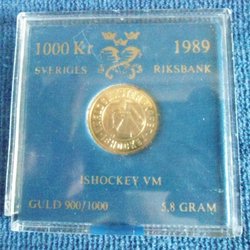 1000 Kr 1989
SVERIGES RIKSBANK
ISHOCKEY VM
GULD 900/1000 5,8 GRAM